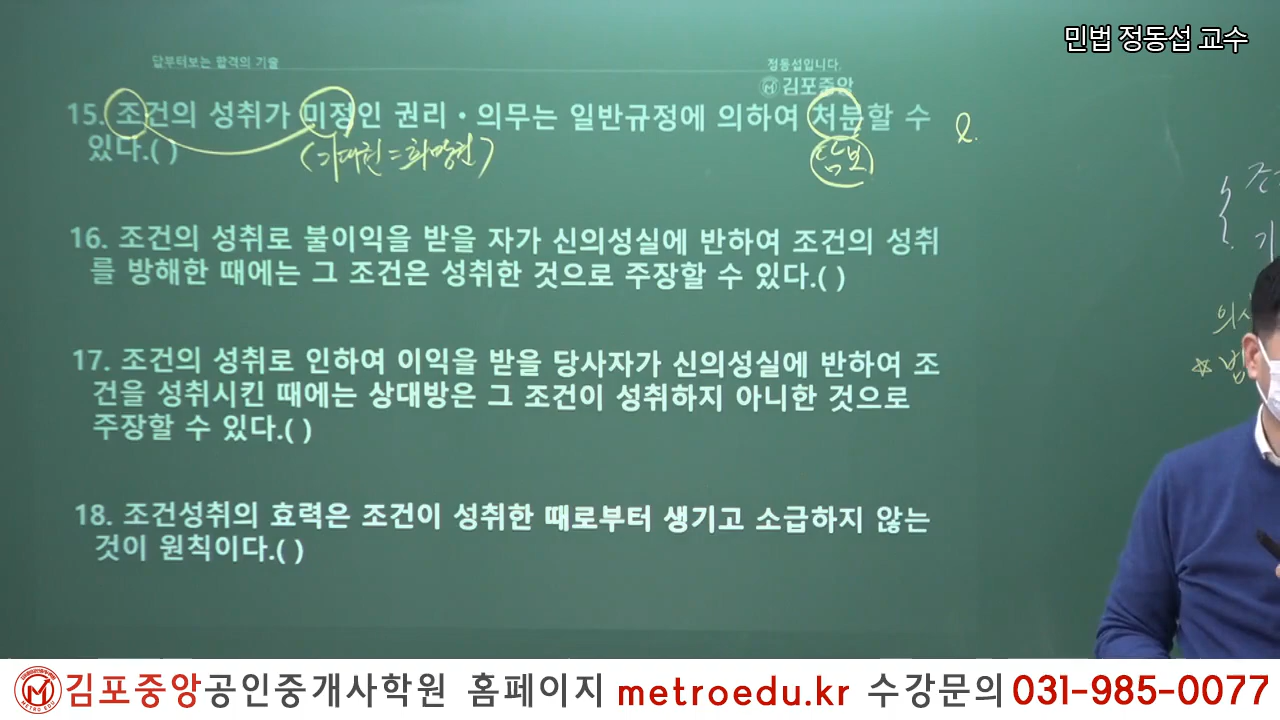 민법 정동섭 교수
답부터보는 합격의 기술
정동섭입니다.
김포중앙
15. 조건의 성취가 미정인 권리·의무는 일반규정에 의하여 처분할 수
있다.( )
(기대권=희망권)
담보
16. 조건의 성취로 불이익을 받을 자가 신의성실에 반하여 조건의 성취
를 방해한 때에는 그 조건은 성취한 것으로 주장할 수 있다.( )
17. 조건의 성취로 인하여 이익을 받을 당사자가 신의성실에 반하여 조
건을 성취시킨 때에는 상대방은 그 조건이 성취하지 아니한 것으로
주장할 수 있다.( )
18. 조건성취의 효력은 조건이 성취한 때로부터 생기고 소급하지 않는
것이 원칙이다.( )
김포중앙공인중개사학원 홈페이지 metroedu.kr 수강문의 031-985-0077